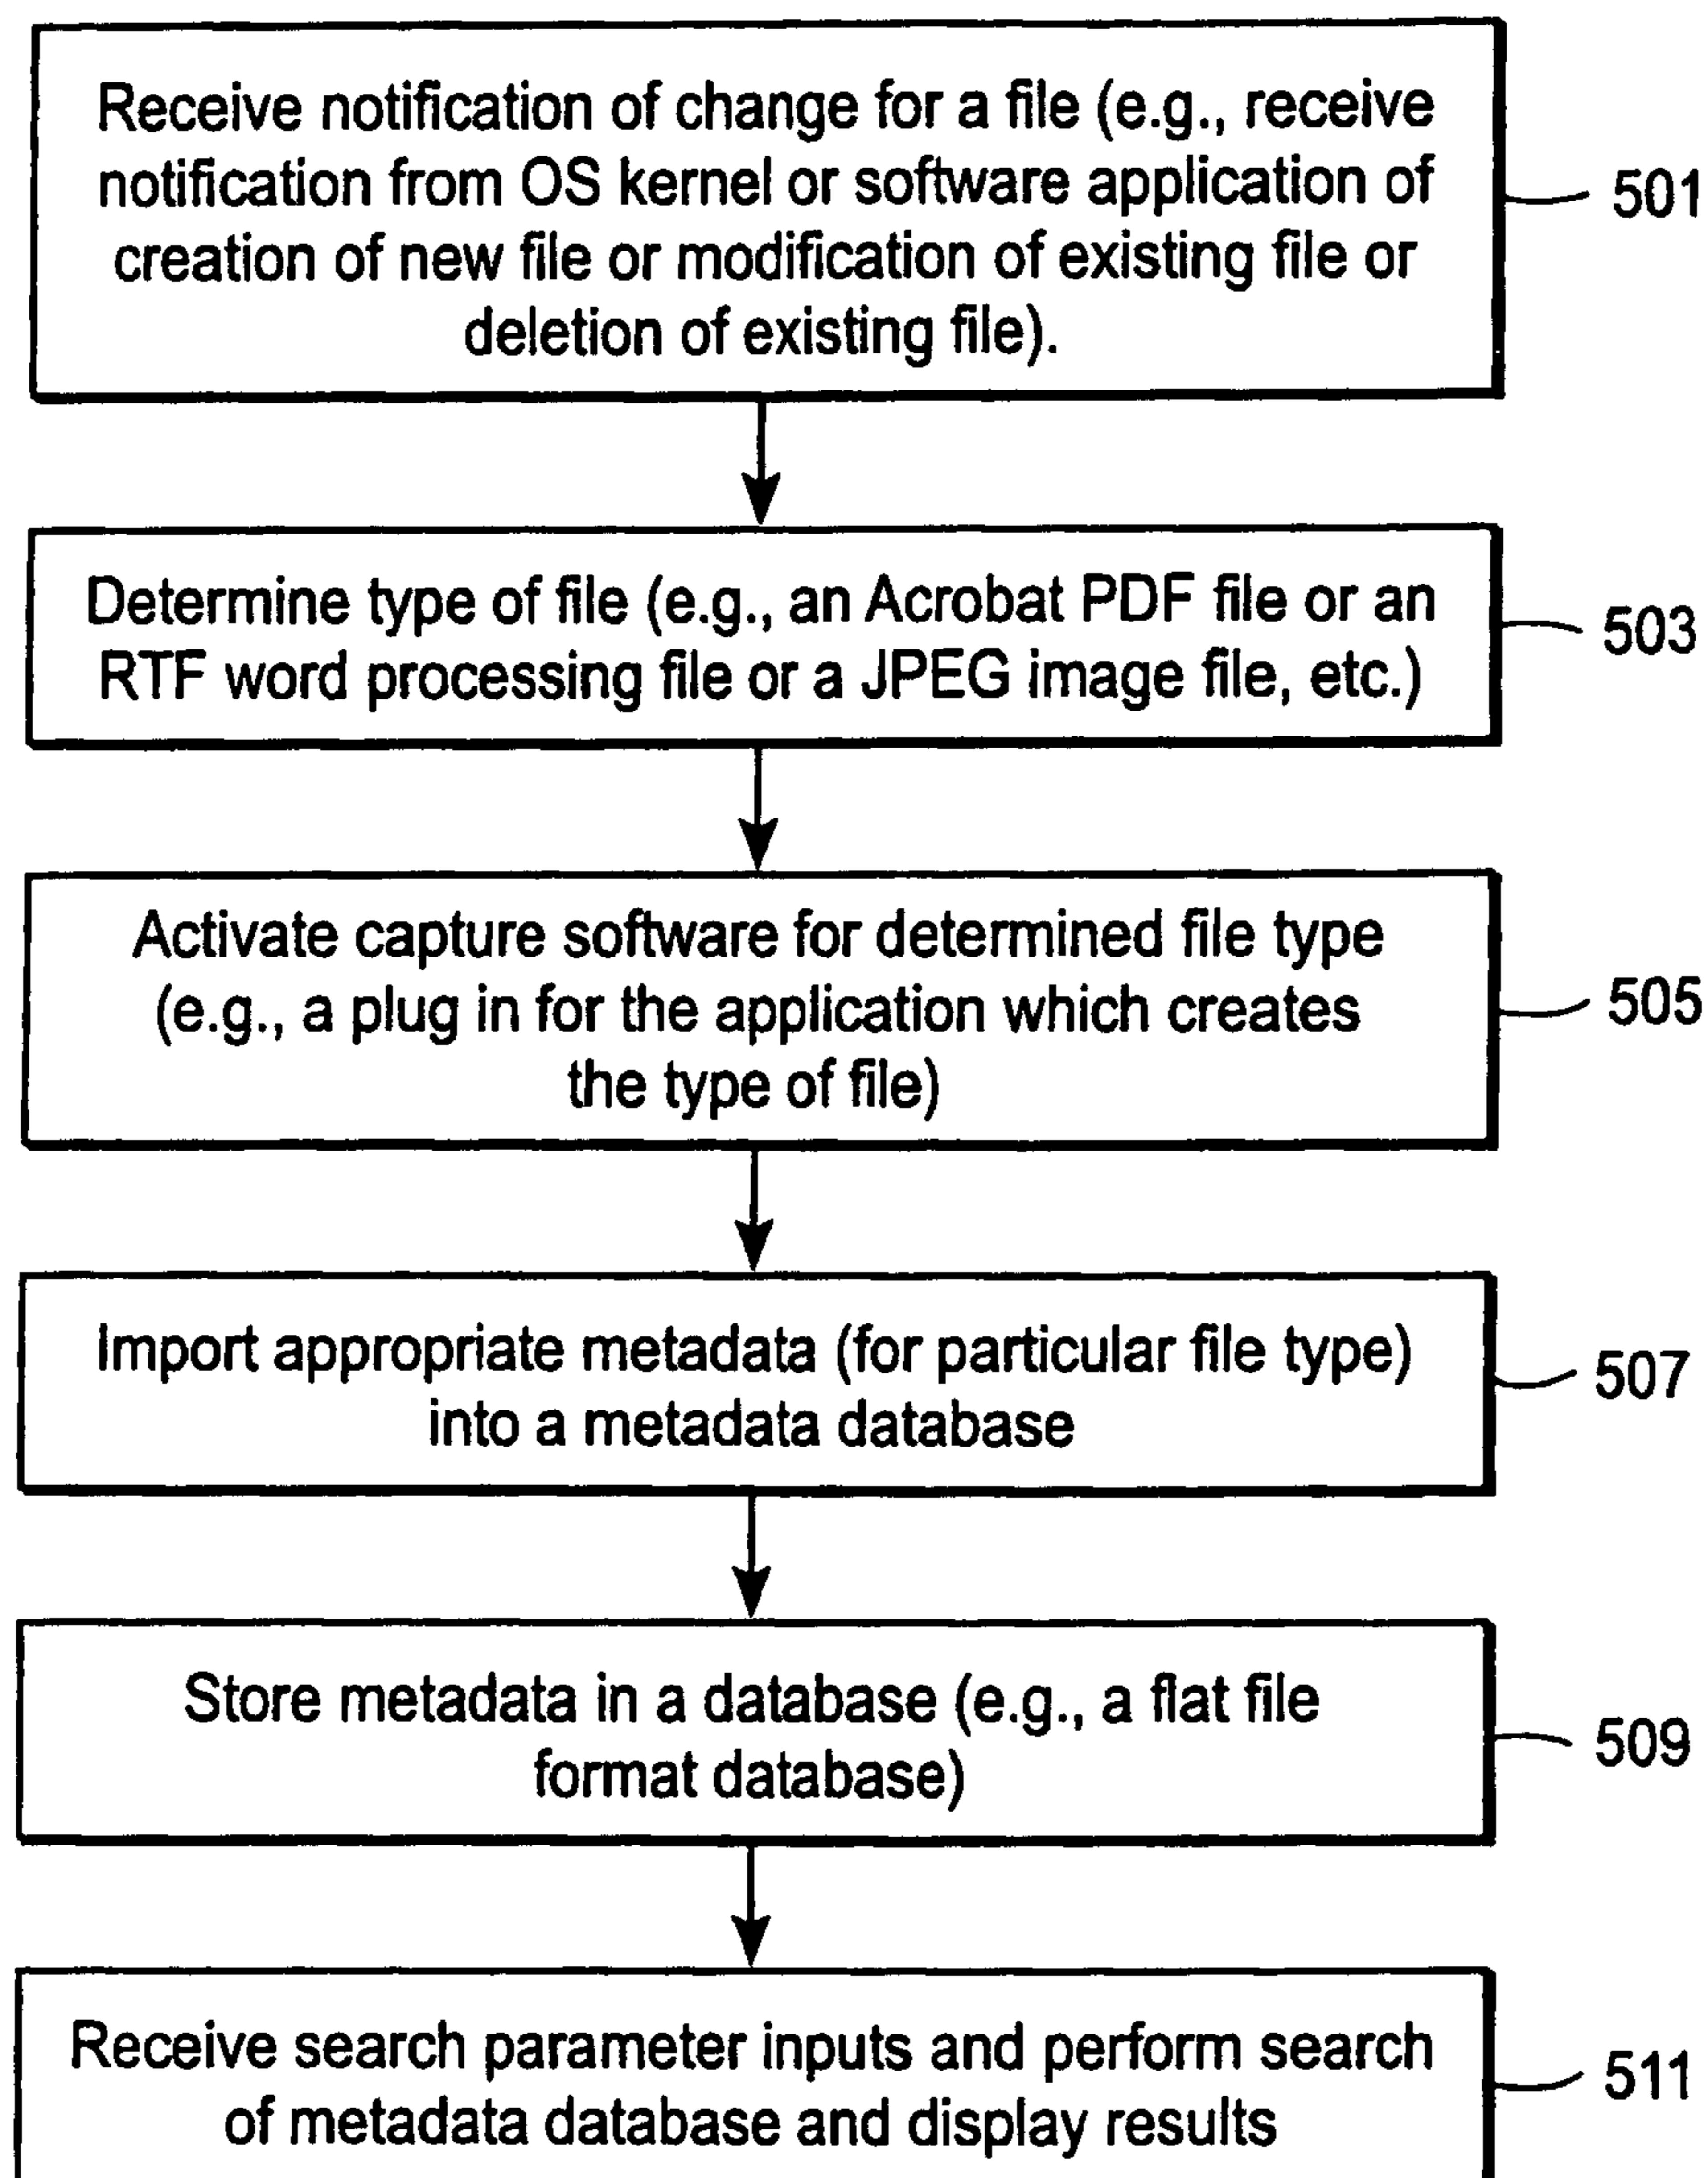 Receive notification of change for a file (e.g., receive
notification from OS kernel or software application of
creation of new file or modification of existing file or
deletion of existing file).
501
Determine type of file (e.g., an Acrobat PDF file or an
RTF word processing file or a JPEG image file, etc.)
503
Activate capture software for determined file type
(e.g., a plug in for the application which creates
the type of file)
505
Import appropriate metadata (for particular file type)
into a metadata database
507
Store metadata in a database (e.g., a flat file
format database)
509
Receive search parameter inputs and perform search
of metadata database and display results
511